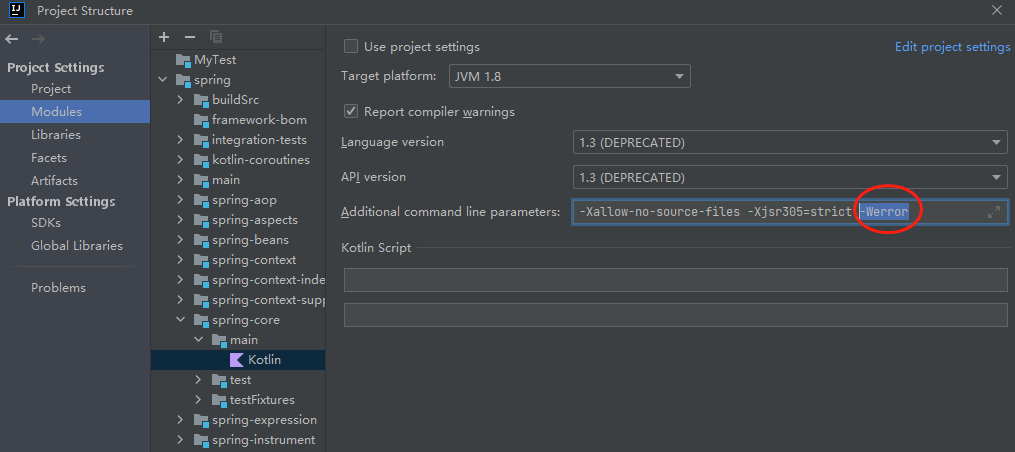 Project Structure
Project Settings
Project
Modules
Libraries
Facets
Artifacts
Platform Settings
SDKs
Global Libraries
Problems
MyTest
spring
buildSrc
framework-bom
integration-tests
kotlin-coroutines
main
spring-aop
spring-aspects
spring-beans
spring-context
spring-context-inde
spring-context-supp
spring-core
main
Kotlin
test
testFixtures
spring-expression
spring-instrument
Use project settings
Edit project settings
Target platform: JVM 1.8
Report compiler warnings
Language version 1.3 (DEPRECATED)
API version 1.3 (DEPRECATED)
Additional command line parameters: -Xallow-no-source-files -Xjsr305=strict -Werror
Kotlin Script